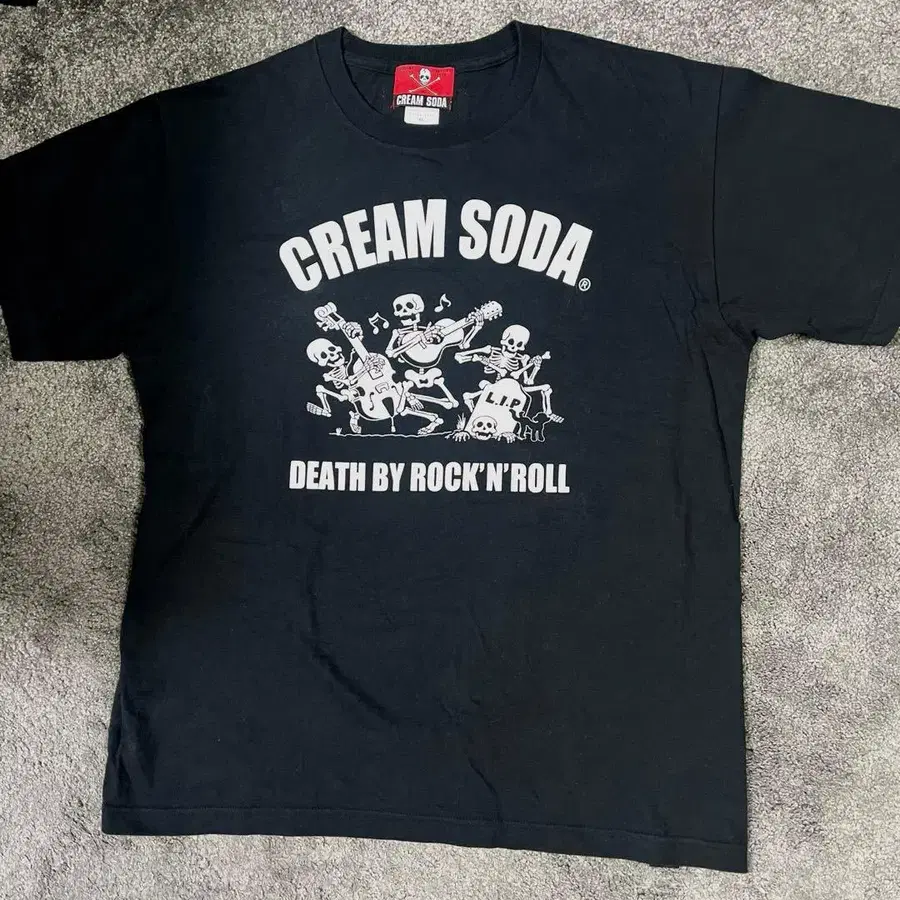 CREAM SODA
CREAM SODA®
L.I.P.
DEATH BY ROCK'N'ROLL